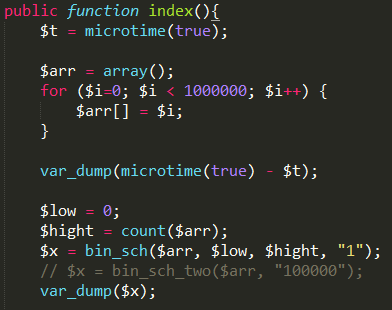 public function index(){
$t = microtime(true);
$arr = array();
for ($i=0; $i < 1000000; $i++) {
$arr[] = $i;
}
var_dump(microtime(true) - $t);
$low = 0;
$hight = count($arr);
$x = bin_sch($arr, $low, $hight, "1");
// $x = bin_sch_two($arr, "100000");
var_dump($x);